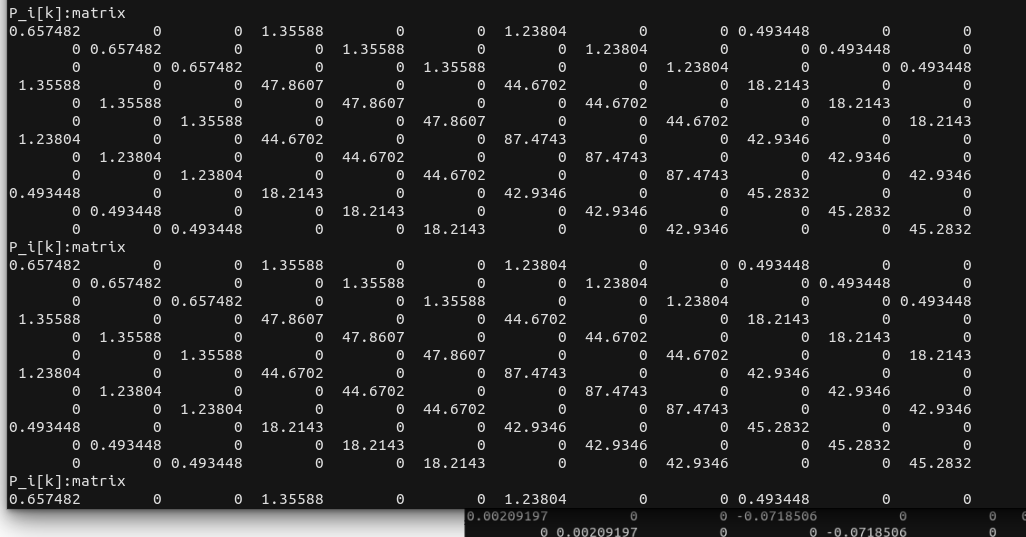 P_i[k]:matrix
0.657482 0 0 1.35588 0 0 1.23804 0 0 0.493448 0 0
0 0.657482 0 0 1.35588 0 0 1.23804 0 0 0.493448 0
0 0 0.657482 0 0 1.35588 0 0 1.23804 0 0 0.493448
1.35588 0 0 47.8607 0 0 44.6702 0 0 18.2143 0 0
0 1.35588 0 0 47.8607 0 0 44.6702 0 0 18.2143 0
0 0 1.35588 0 0 47.8607 0 0 44.6702 0 0 18.2143
1.23804 0 0 44.6702 0 0 87.4743 0 0 42.9346 0 0
0 1.23804 0 0 44.6702 0 0 87.4743 0 0 42.9346 0
0 0 1.23804 0 0 44.6702 0 0 87.4743 0 0 42.9346
0.493448 0 0 18.2143 0 0 42.9346 0 0 45.2832 0 0
0 0.493448 0 0 18.2143 0 0 42.9346 0 0 45.2832 0
0 0 0.493448 0 0 18.2143 0 0 42.9346 0 0 45.2832
P_i[k]:matrix
0.657482 0 0 1.35588 0 0 1.23804 0 0 0.493448 0 0
0 0.657482 0 0 1.35588 0 0 1.23804 0 0 0.493448 0
0 0 0.657482 0 0 1.35588 0 0 1.23804 0 0 0.493448
1.35588 0 0 47.8607 0 0 44.6702 0 0 18.2143 0 0
0 1.35588 0 0 47.8607 0 0 44.6702 0 0 18.2143 0
0 0 1.35588 0 0 47.8607 0 0 44.6702 0 0 18.2143
1.23804 0 0 44.6702 0 0 87.4743 0 0 42.9346 0 0
0 1.23804 0 0 44.6702 0 0 87.4743 0 0 42.9346 0
0 0 1.23804 0 0 44.6702 0 0 87.4743 0 0 42.9346
0.493448 0 0 18.2143 0 0 42.9346 0 0 45.2832 0 0
0 0.493448 0 0 18.2143 0 0 42.9346 0 0 45.2832 0
0 0 0.493448 0 0 18.2143 0 0 42.9346 0 0 45.2832
P_i[k]:matrix
0.657482 0 0 1.35588 0 0 1.23804 0 0 0.493448 0 0
0.00209197 0 0 -0.0718506 0 0
0 0.00209197 0 0 -0.0718506 0